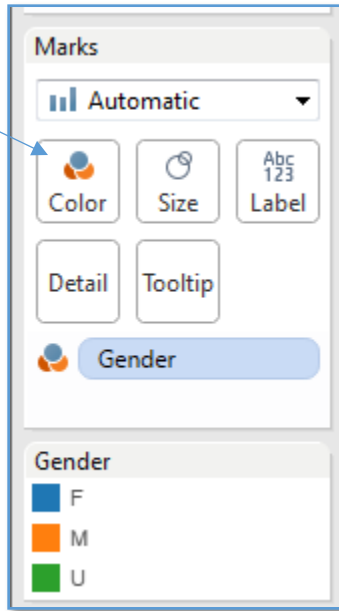 Marks
Automatic
Color Size Abc 123 Label
Detail Tooltip
Gender
Gender
F
M
U